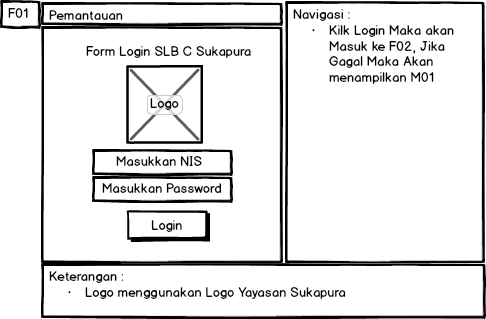 F01
Pemantauan
Form Login SLB C Sukapura
Logo
Masukkan NIS
Masukkan Password
Login
Navigasi :
· Kilk Login Maka akan
Masuk ke F02, Jika
Gagal Maka Akan
menampilkan M01
Keterangan :
· Logo menggunakan Logo Yayasan Sukapura